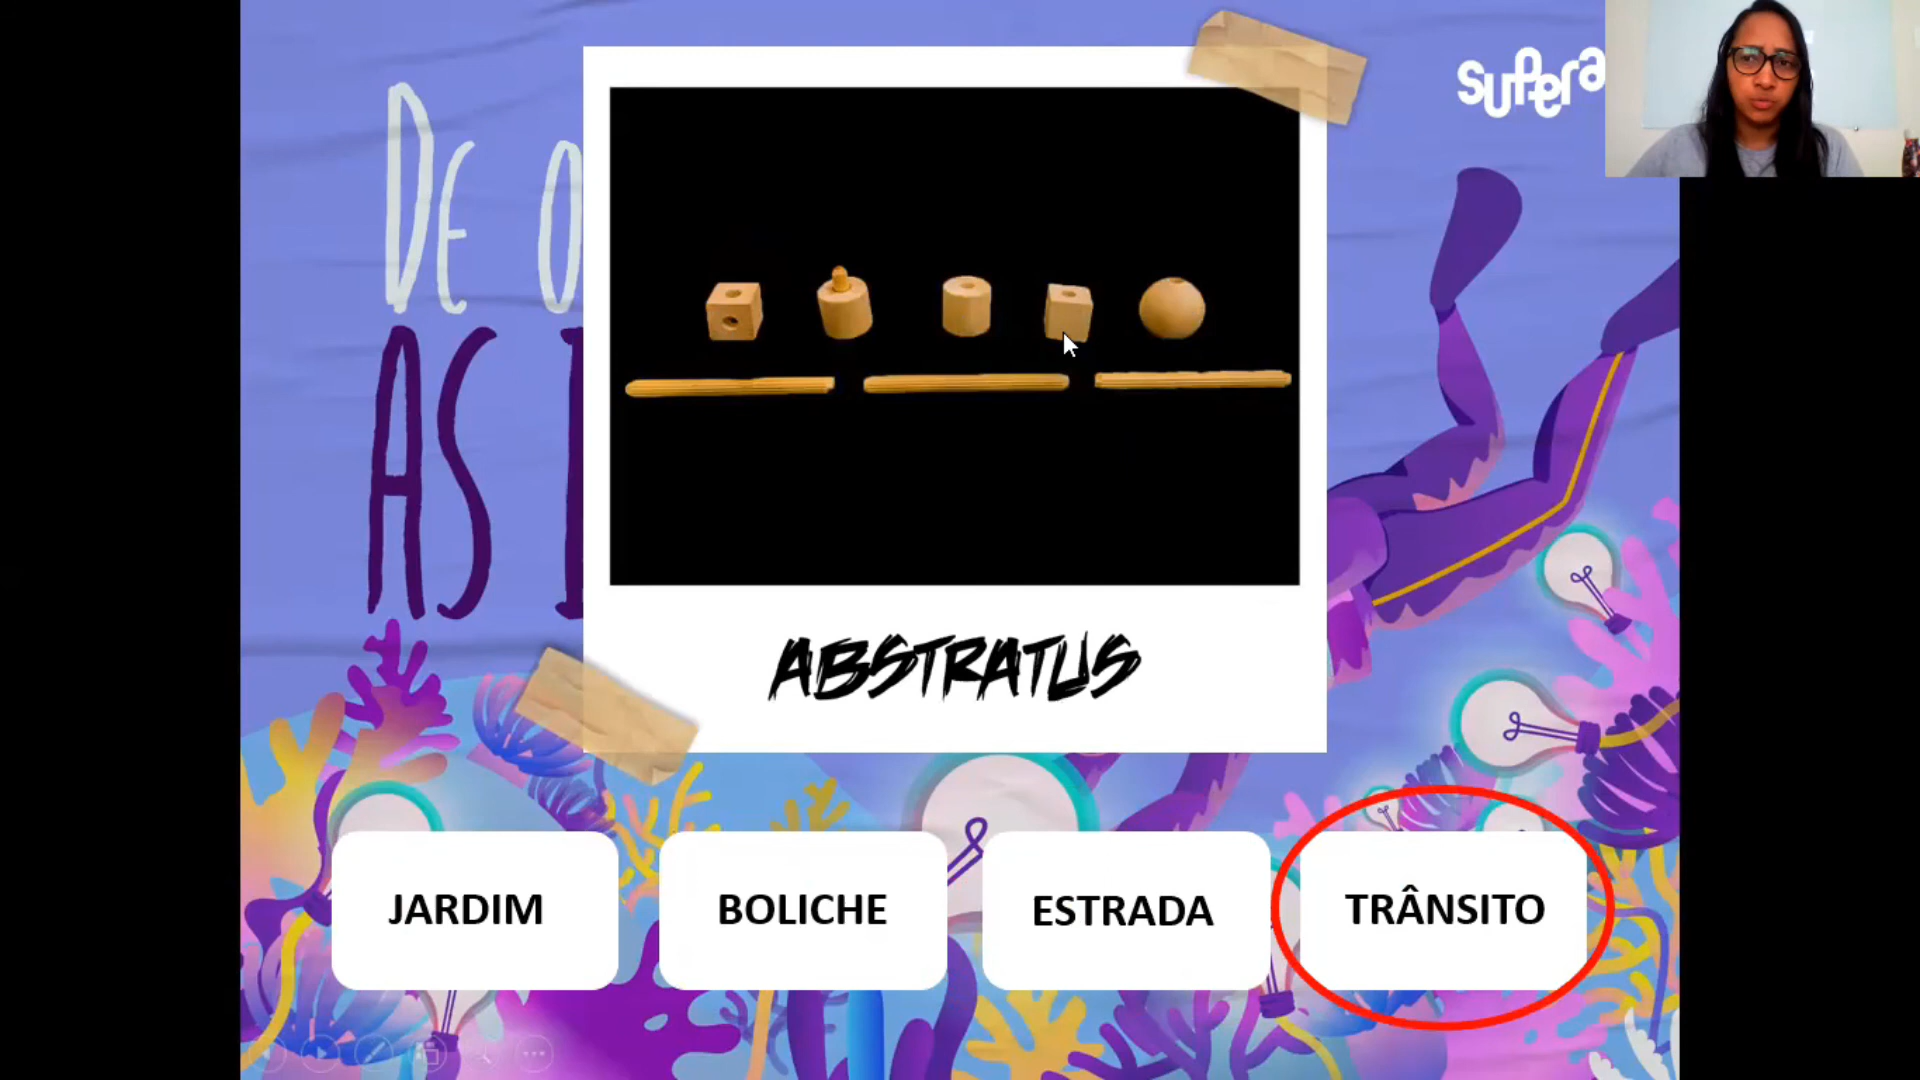 DE O
AS I
supera
ABSTRATUS
JARDIM
BOLICHE
ESTRADA
TRÂNSITO